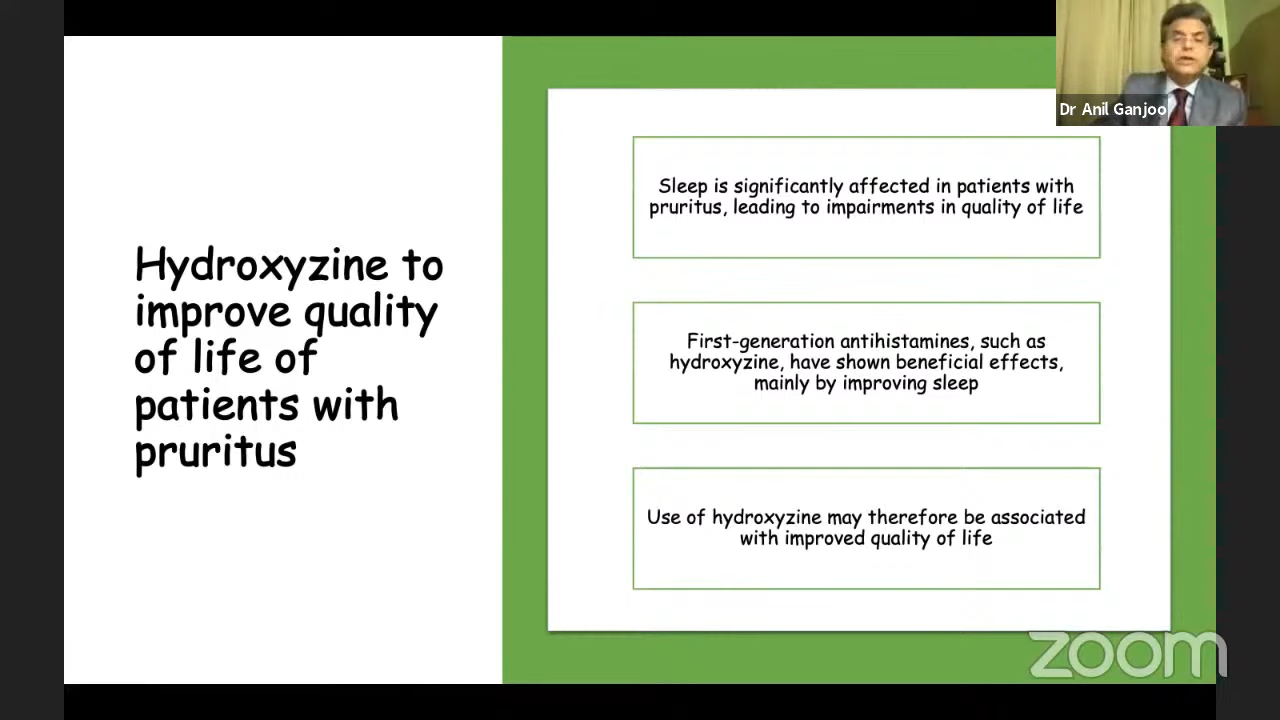 Dr Anil Ganjoo
Hydroxyzine to
improve quality
of life of
patients with
pruritus
Sleep is significantly affected in patients with
pruritus, leading to impairments in quality of life
First-generation antihistamines, such as
hydroxyzine, have shown beneficial effects,
mainly by improving sleep
Use of hydroxyzine may therefore be associated
with improved quality of life
zoom